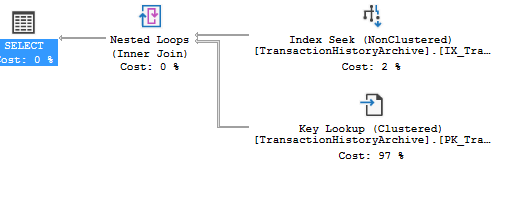 SELECT
Cost: 0 %
Nested Loops
(Inner Join)
Cost: 0 %
Index Seek (NonClustered)
[TransactionHistoryArchive].[IX_Tra…
Cost: 2 %
Key Lookup (Clustered)
[TransactionHistoryArchive].[PK_Tra…
Cost: 97 %